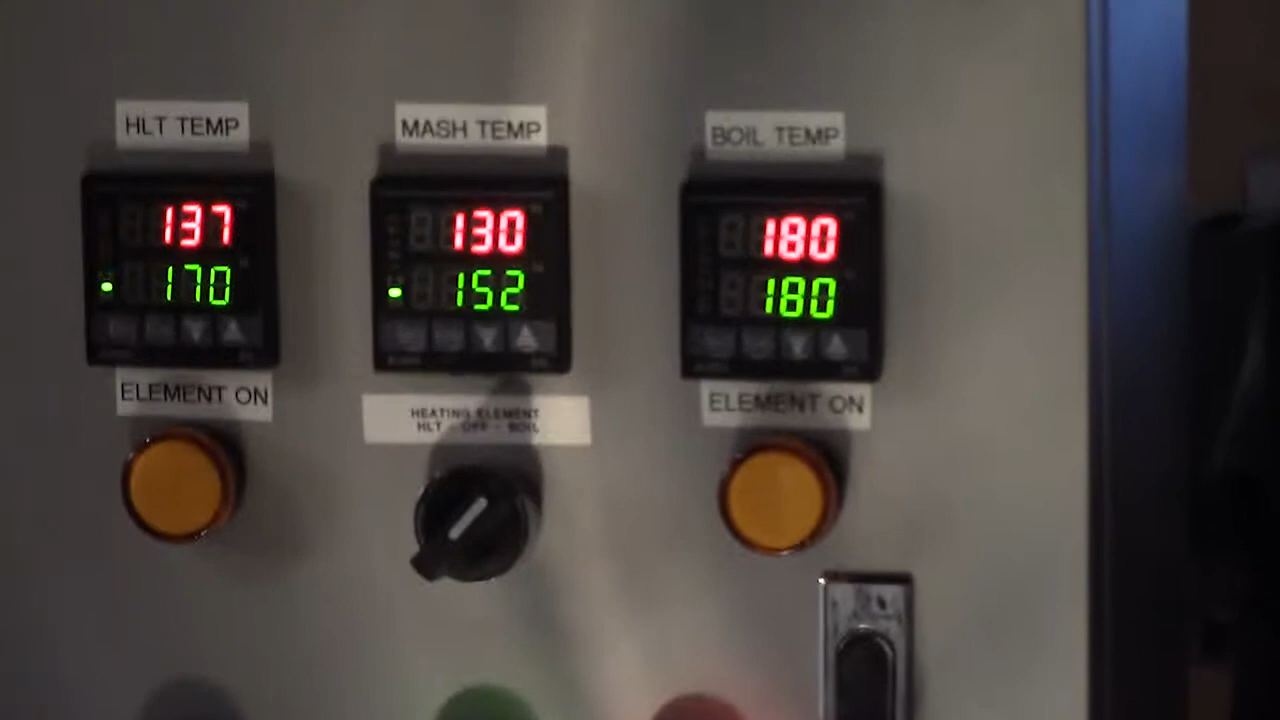 HLT TEMP
137
170
ELEMENT ON
MASH TEMP
130
152
HEATING ELEMENT
HLT - OFF - BOIL
BOIL TEMP
180
180
ELEMENT ON